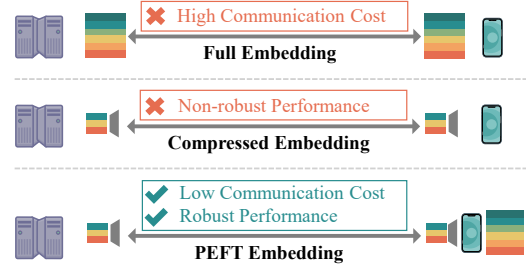 High Communication Cost
Full Embedding
Non-robust Performance
Compressed Embedding
Low Communication Cost
Robust Performance
PEFT Embedding